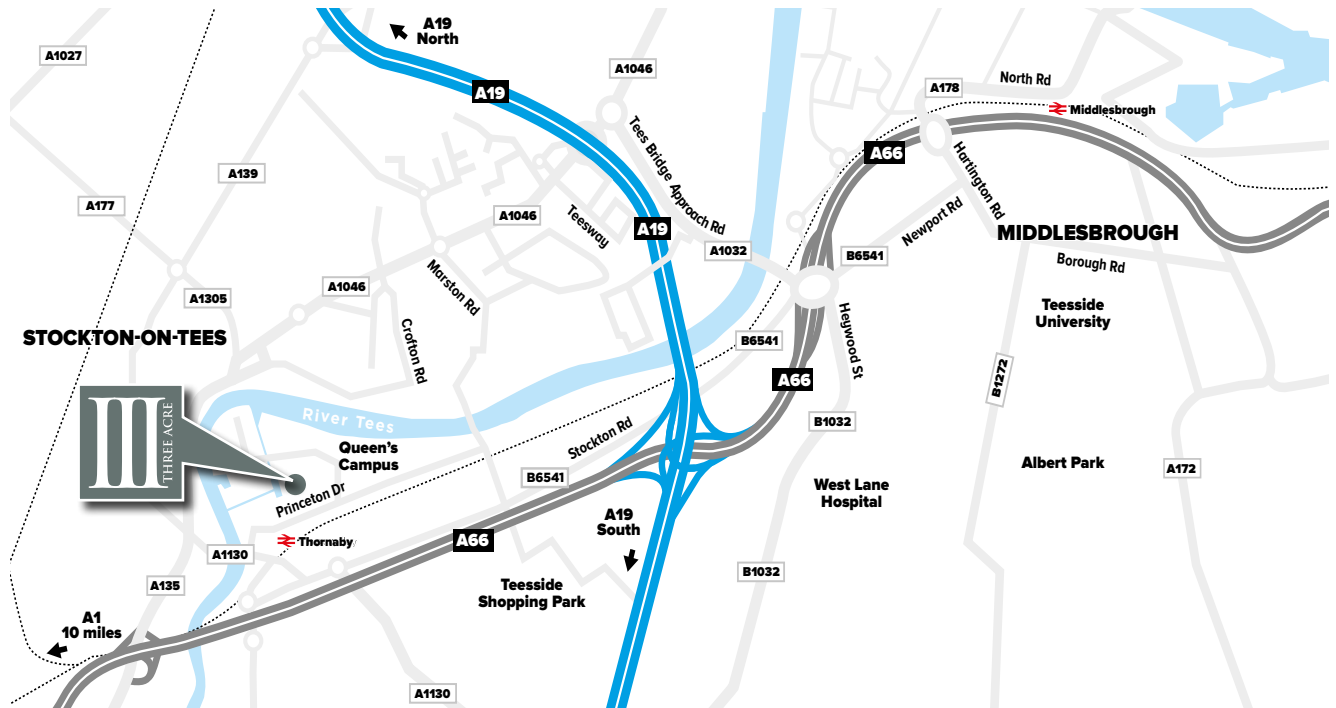 A19
North
A1027
A1046
North Rd
A178
A19
Middlesbrough
Tees Bridge Approach Rd
A66
Hartington Rd
A139
A177
A1046
Teesway
A19
Newport Rd
MIDDLESBROUGH
A1032
B6541
Borough Rd
Marston Rd
A1046
A1305
Teesside
University
Heywood St
STOCKTON-ON-TEES
Crofton Rd
B6541
A66
B1272
III
THREE ACRE
River Tees
B1032
Stockton Rd
Queen's
Campus
Albert Park
A172
B6541
Princeton Dr
West Lane
Hospital
A19
South
Thornaby
A66
A1130
B1032
A135
Teesside
Shopping Park
A1
10 miles
A1130